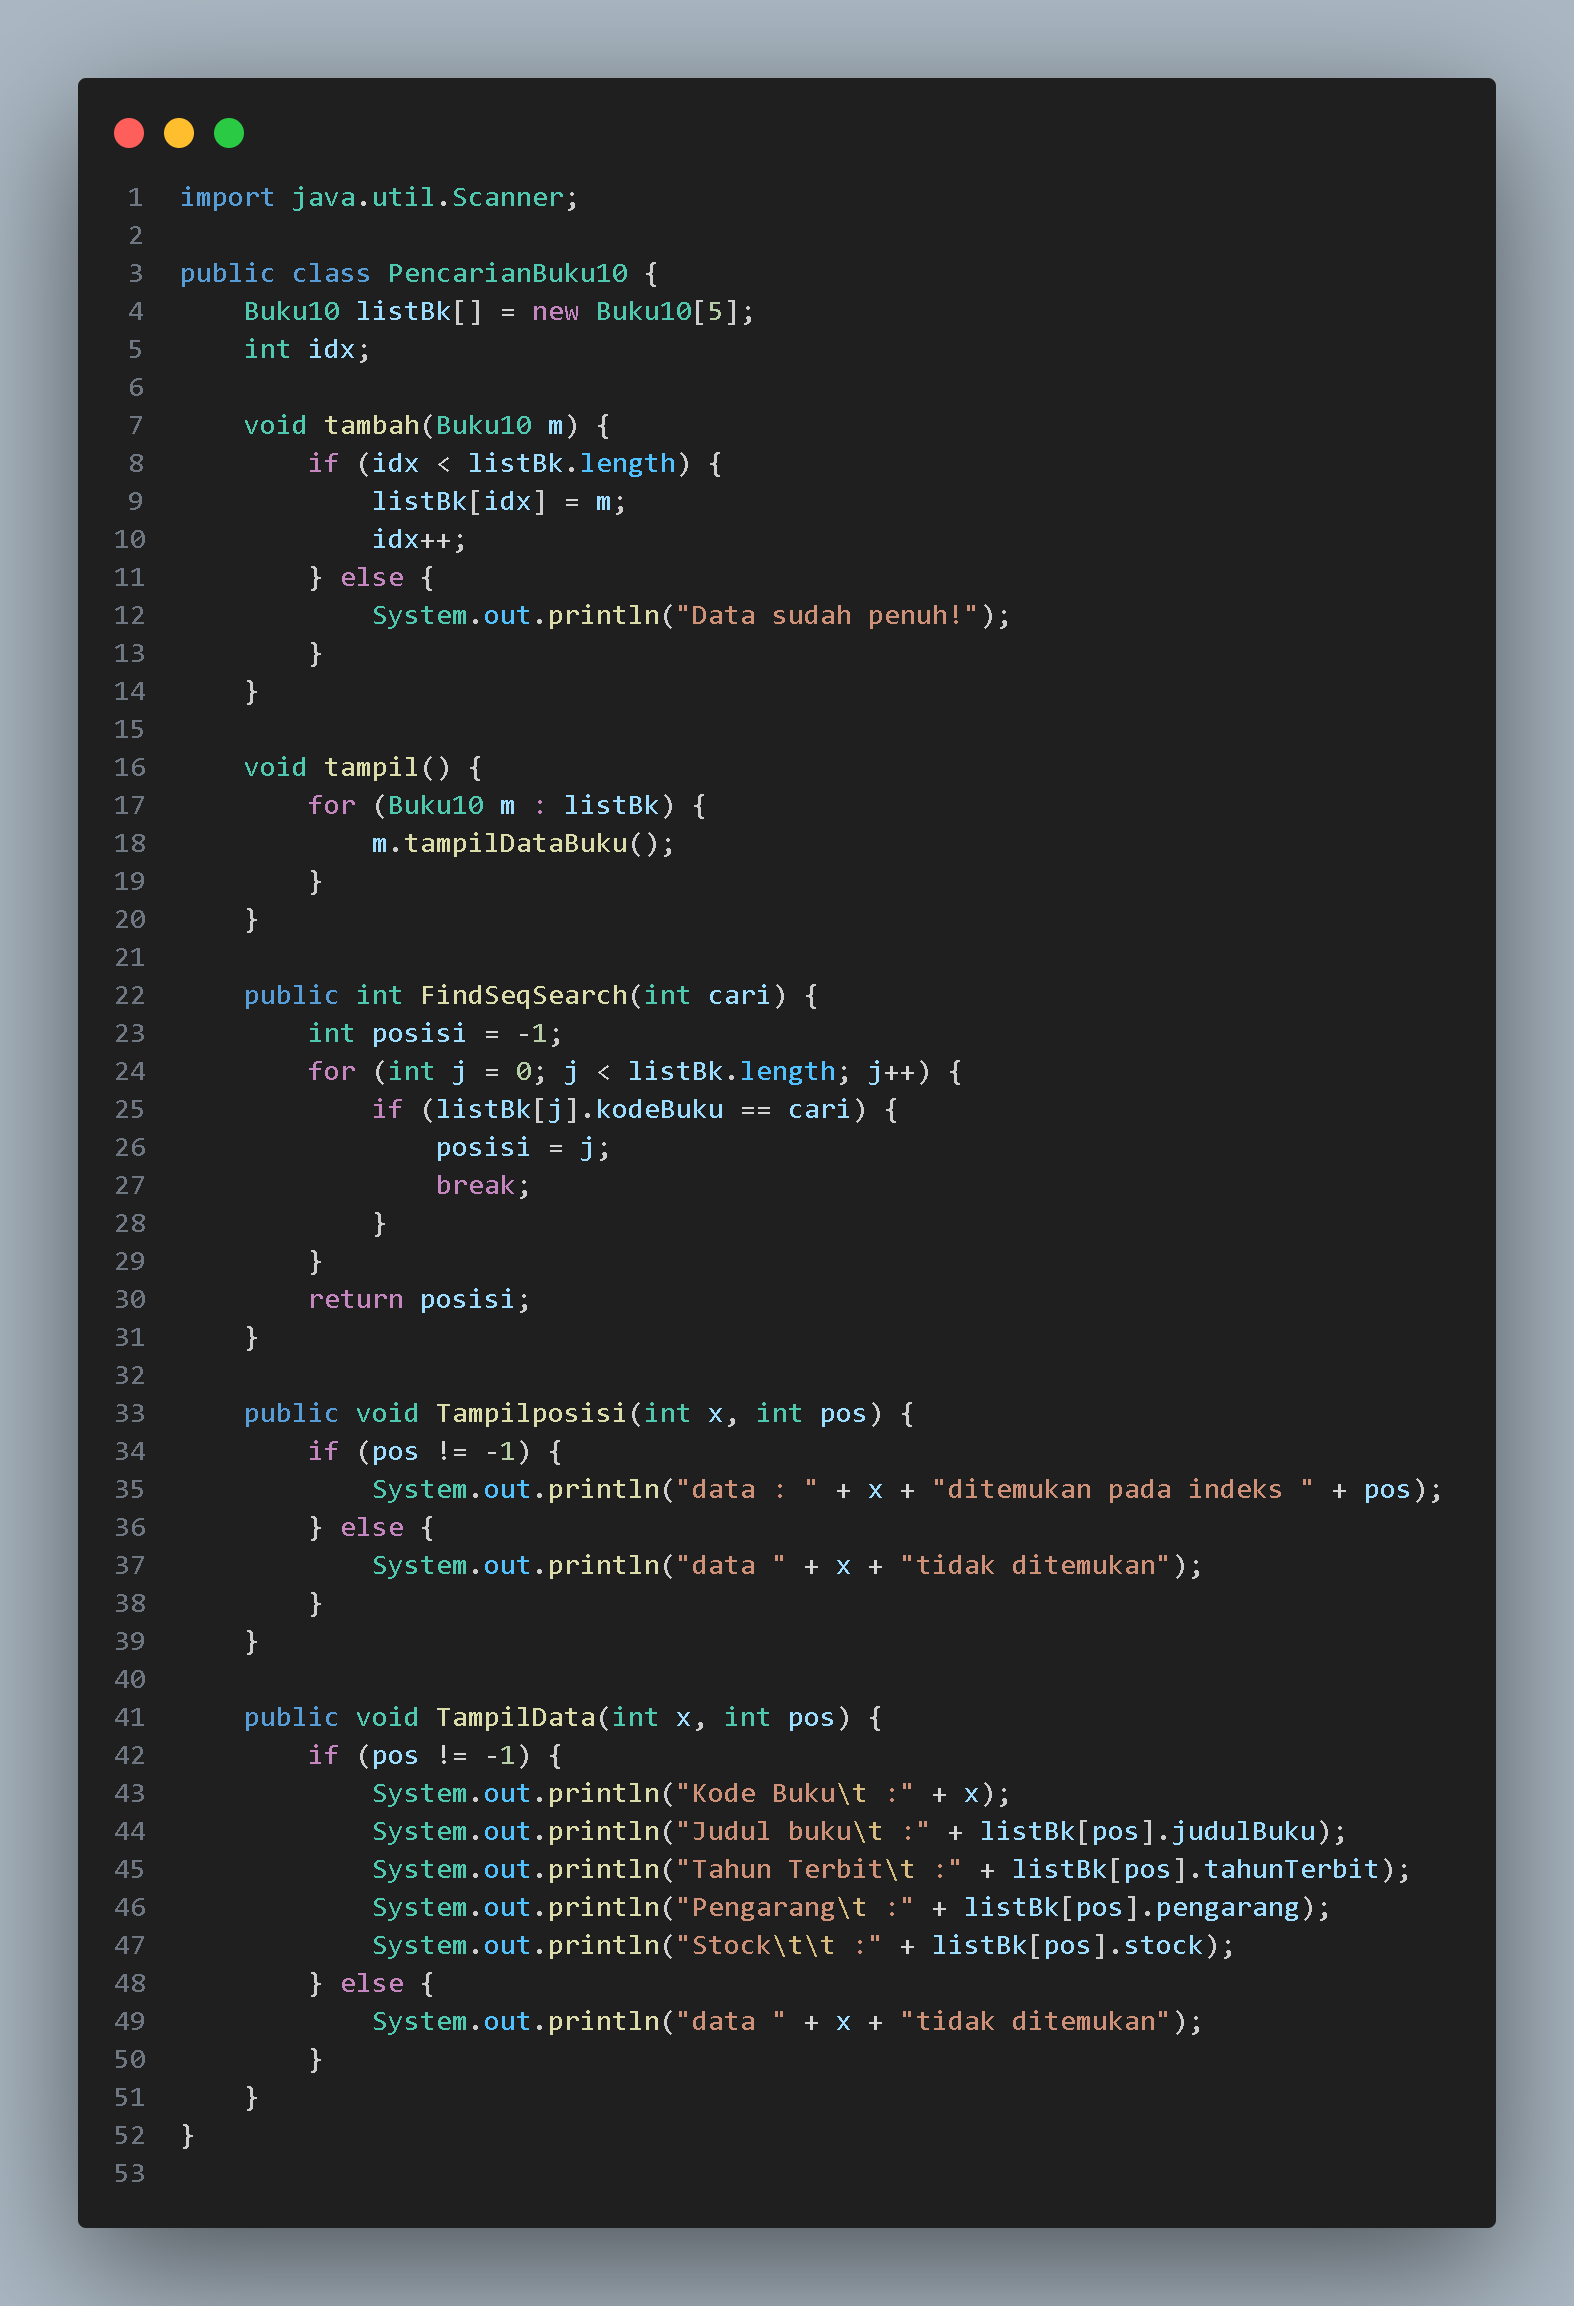 1 import java.util.Scanner;
2
3 public class PencarianBuku10 {
4     Buku10 listBk[] = new Buku10[5];
5     int idx;
6
7     void tambah(Buku10 m) {
8         if (idx < listBk.length) {
9             listBk[idx] = m;
10             idx++;
11         } else {
12             System.out.println("Data sudah penuh!");
13         }
14     }
15
16     void tampil() {
17         for (Buku10 m : listBk) {
18             m.tampilDataBuku();
19         }
20     }
21
22     public int FindSeqSearch(int cari) {
23         int posisi = -1;
24         for (int j = 0; j < listBk.length; j++) {
25             if (listBk[j].kodeBuku == cari) {
26                 posisi = j;
27                 break;
28             }
29         }
30         return posisi;
31     }
32
33     public void Tampilposisi(int x, int pos) {
34         if (pos != -1) {
35             System.out.println("data : " + x + "ditemukan pada indeks " + pos);
36         } else {
37             System.out.println("data " + x + "tidak ditemukan");
38         }
39     }
40
41     public void TampilData(int x, int pos) {
42         if (pos != -1) {
43             System.out.println("Kode Buku\t :" + x);
44             System.out.println("Judul buku\t :" + listBk[pos].judulBuku);
45             System.out.println("Tahun Terbit\t :" + listBk[pos].tahunTerbit);
46             System.out.println("Pengarang\t :" + listBk[pos].pengarang);
47             System.out.println("Stock\t\t :" + listBk[pos].stock);
48         } else {
49             System.out.println("data " + x + "tidak ditemukan");
50         }
51     }
52 }
53